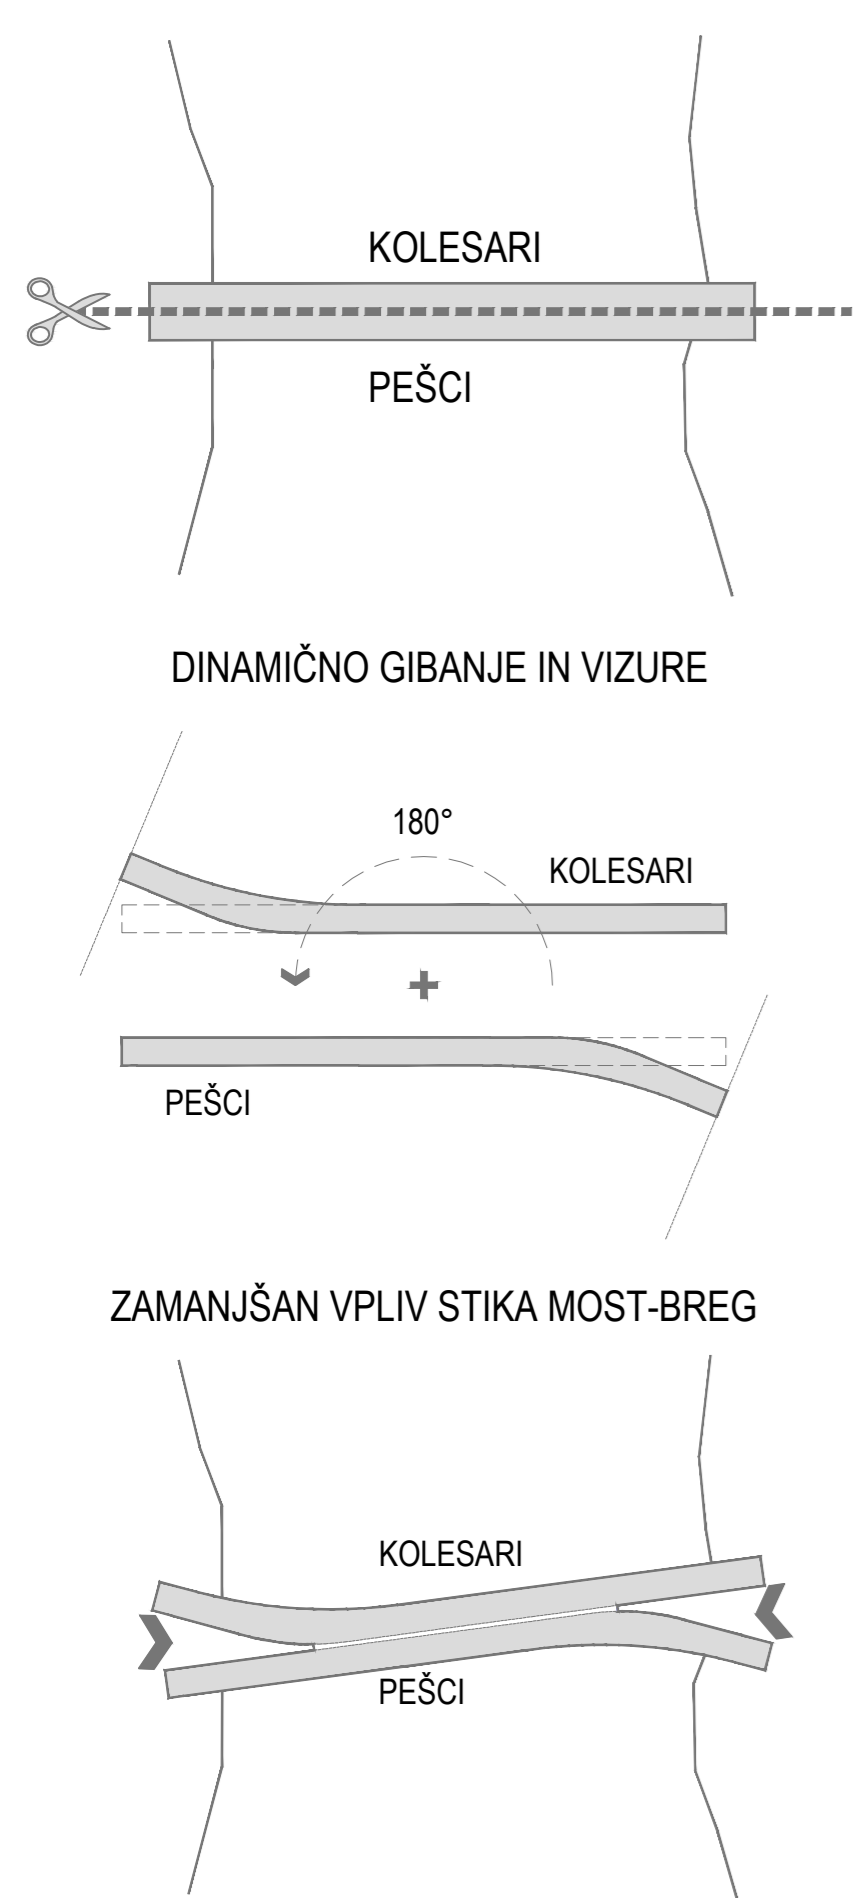 KOLESARI
PEŠCI
DINAMIČNO GIBANJE IN VIZURE
180°
KOLESARI
PEŠCI
ZAMANJŠAN VPLIV STIKA MOST-BREG
KOLESARI
PEŠCI